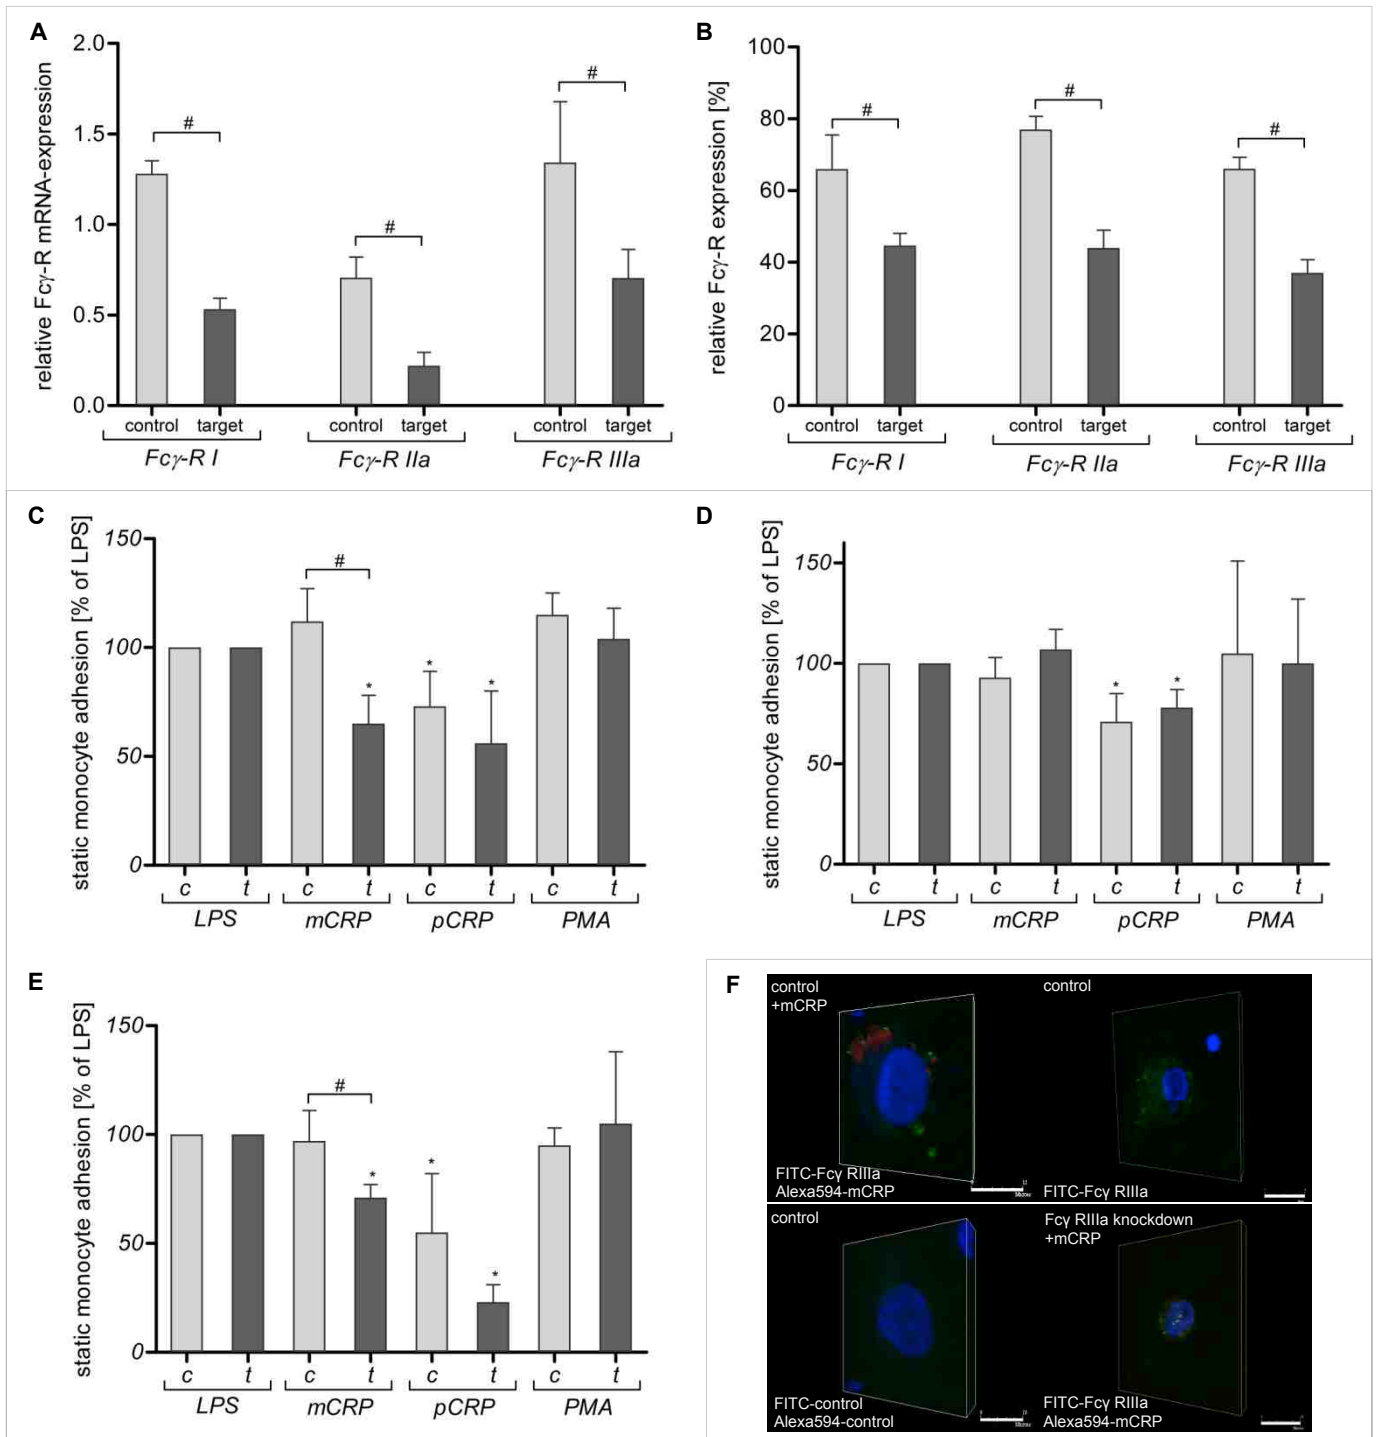 A
relative Fcγ-R mRNA-expression
2.0
1.5
1.0
0.5
0.0
#
#
#
control target control target control target
Fcγ-R I Fcγ-R IIa Fcγ-R IIIa
B
relative Fcγ-R expression [%]
100
80
60
40
20
0
#
#
#
control target control target control target
Fcγ-R I Fcγ-R IIa Fcγ-R IIIa
C
static monocyte adhesion [% of LPS]
150
100
50
0
#
* * *
c t c t c t c t
LPS mCRP pCRP PMA
D
static monocyte adhesion [% of LPS]
150
100
50
0
* *
c t c t c t c t
LPS mCRP pCRP PMA
E
static monocyte adhesion [% of LPS]
150
100
50
0
#
* * *
c t c t c t c t
LPS mCRP pCRP PMA
F
control
+mCRP
FITC-Fcγ RIIIa
Alexa594-mCRP
control
FITC-Fcγ RIIIa
control
FITC-control
Alexa594-control
Fcγ RIIIa knockdown
+mCRP
FITC-Fcγ RIIIa
Alexa594-mCRP